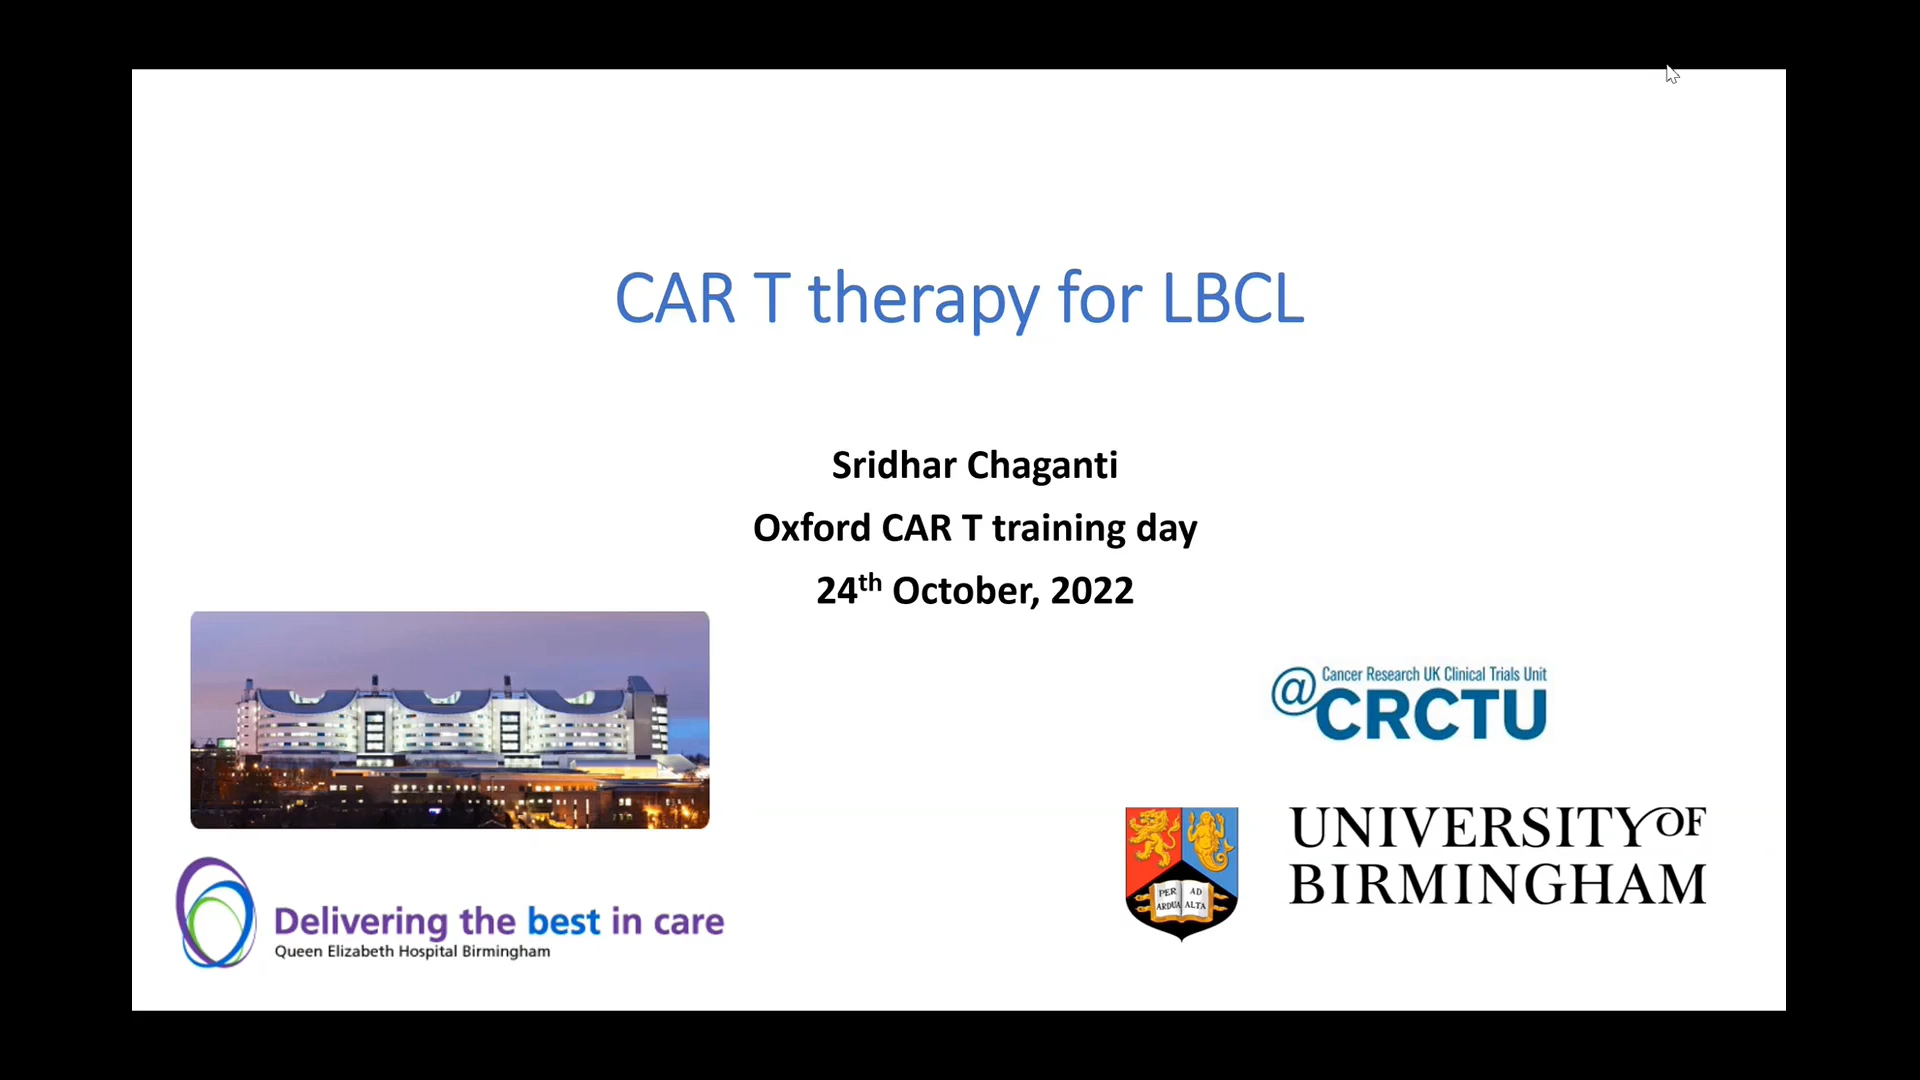 CAR T therapy for LBCL
Sridhar Chaganti
Oxford CAR T training day
24th October, 2022
@CRCTU
Cancer Research UK Clinical Trials Unit
UNIVERSITY OF
BIRMINGHAM
PER AD
ARDUA ALTA
Delivering the best in care
Queen Elizabeth Hospital Birmingham